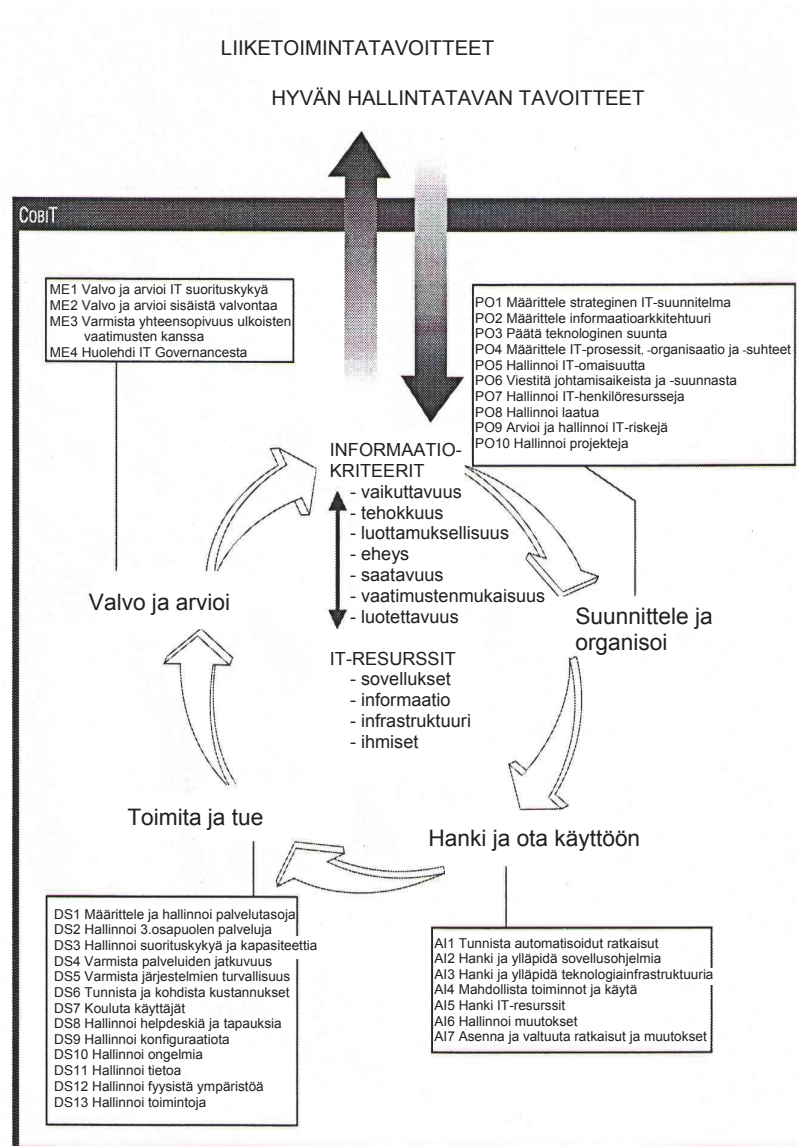 LIIKETOIMINTATAVOITTEET
HYVÄN HALLINTATAVAN TAVOITTEET
COBIT
ME1 Valvo ja arvioi IT suorituskykyä
ME2 Valvo ja arvioi sisäistä valvontaa
ME3 Varmista yhteensopivuus ulkoisten
vaatimusten kanssa
ME4 Huolehdi IT Governancesta
PO1 Määrittele strateginen IT-suunnitelma
PO2 Määrittele informaatioarkkitehtuuri
PO3 Päätä teknologinen suunta
PO4 Määrittele IT-prosessit, -organisaatio ja -suhteet
PO5 Hallinnoi IT-omaisuutta
PO6 Viestitä johtamisaikeista ja -suunnasta
PO7 Hallinnoi IT-henkilöresursseja
PO8 Hallinnoi laatua
PO9 Arvioi ja hallinnoi IT-riskejä
PO10 Hallinnoi projekteja
INFORMAATIO-
KRITEERIT
- vaikuttavuus
- tehokkuus
- luottamuksellisuus
- eheys
- saatavuus
- vaatimustenmukaisuus
- luotettavuus
Valvo ja arvioi
Suunnittele ja
organisoi
IT-RESURSSIT
- sovellukset
- informaatio
- infrastruktuuri
- ihmiset
Toimita ja tue
Hanki ja ota käyttöön
DS1 Määrittele ja hallinnoi palvelutasoja
DS2 Hallinnoi 3.osapuolen palveluja
DS3 Hallinnoi suorituskykyä ja kapasiteettia
DS4 Varmista palveluiden jatkuvuus
DS5 Varmista järjestelmien turvallisuus
DS6 Tunnista ja kohdista kustannukset
DS7 Kouluta käyttäjät
DS8 Hallinnoi helpdeskiä ja tapauksia
DS9 Hallinnoi konfiguraatiota
DS10 Hallinnoi ongelmia
DS11 Hallinnoi tietoa
DS12 Hallinnoi fyysistä ympäristöä
DS13 Hallinnoi toimintoja
AI1 Tunnista automatisoidut ratkaisut
AI2 Hanki ja ylläpidä sovellusohjelmia
AI3 Hanki ja ylläpidä teknologiainfrastruktuuria
AI4 Mahdollista toiminnot ja käytä
AI5 Hanki IT-resurssit
AI6 Hallinnoi muutokset
AI7 Asenna ja valtuuta ratkaisut ja muutokset